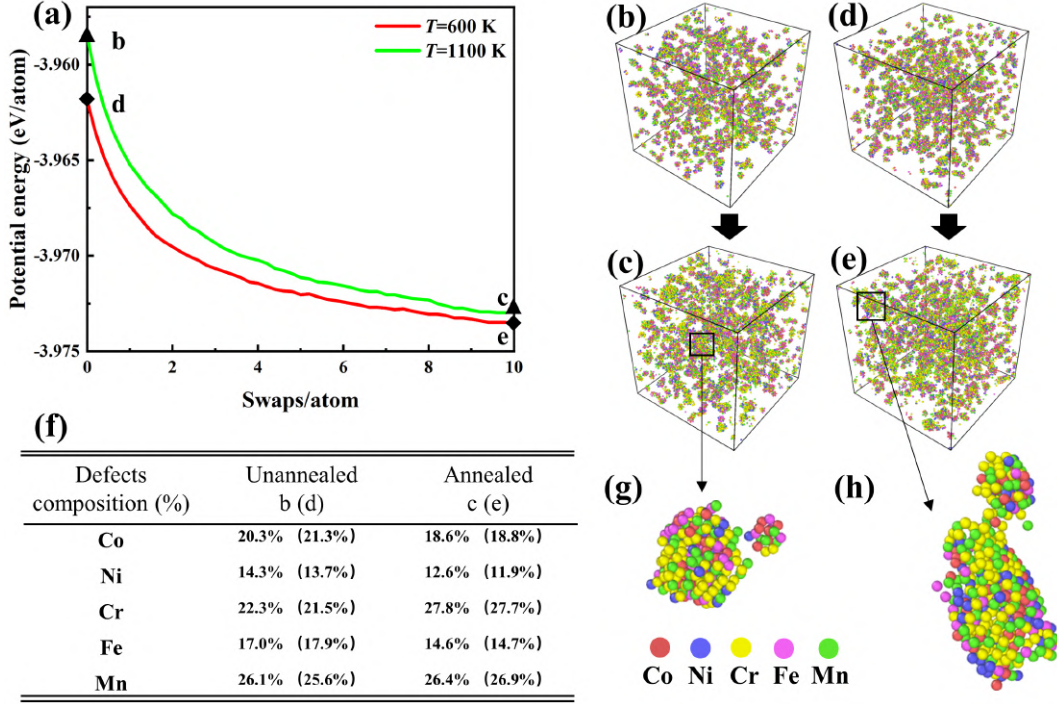 (a)
T=600 K
T=1100 K
b
d
c
e
-3.960
-3.965
-3.970
-3.975
Potential energy (eV/atom)
0 2 4 6 8 10
Swaps/atom
(b)
(d)
(c)
(e)
(f)
Defects composition (%) Unannealed b (d) Annealed c (e)
Co 20.3% (21.3%) 18.6% (18.8%)
Ni 14.3% (13.7%) 12.6% (11.9%)
Cr 22.3% (21.5%) 27.8% (27.7%)
Fe 17.0% (17.9%) 14.6% (14.7%)
Mn 26.1% (25.6%) 26.4% (26.9%)
(g)
(h)
Co Ni Cr Fe Mn